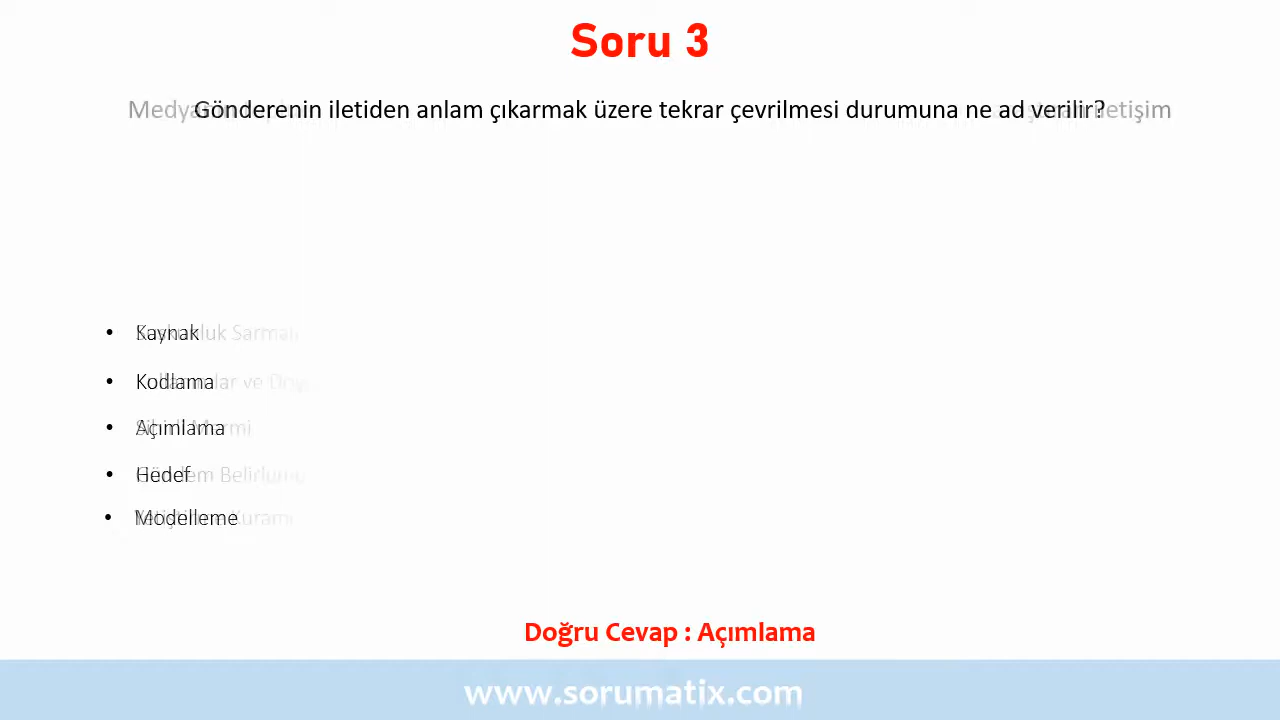 Soru 3
Gönderenin iletiden anlam çıkarmak üzere tekrar çevrilmesi durumuna ne ad verilir?
• Kaynak
• Kodlama
• Açımlama
• Hedef
• Modelleme
Doğru Cevap : Açımlama
www.sorumatix.com